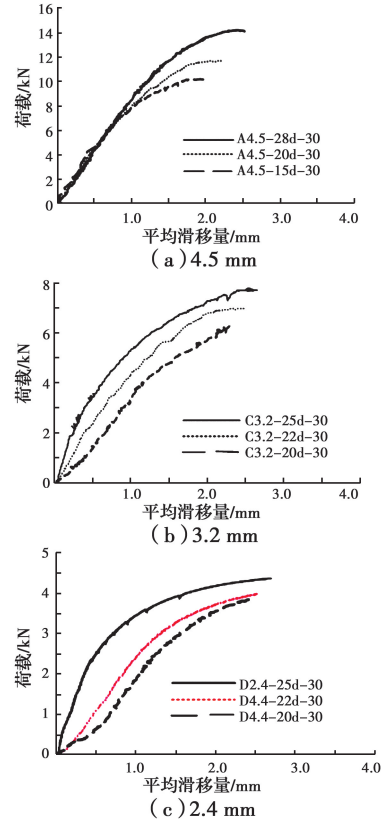 16
14
12
10
8
6
4
2
0
荷载/kN
A4.5-28d-30
A4.5-20d-30
A4.5-15d-30
1.0 2.0 3.0 4.0
平均滑移量/mm
(a)4.5 mm
8
6
4
2
0
荷载/kN
C3.2-25d-30
C3.2-22d-30
C3.2-20d-30
1.0 2.0 3.0 4.0
平均滑移量/mm
(b)3.2 mm
5
4
3
2
1
0
荷载/kN
D2.4-25d-30
D4.4-22d-30
D4.4-20d-30
1.0 2.0 3.0 4.0
平均滑移量/mm
(c)2.4 mm